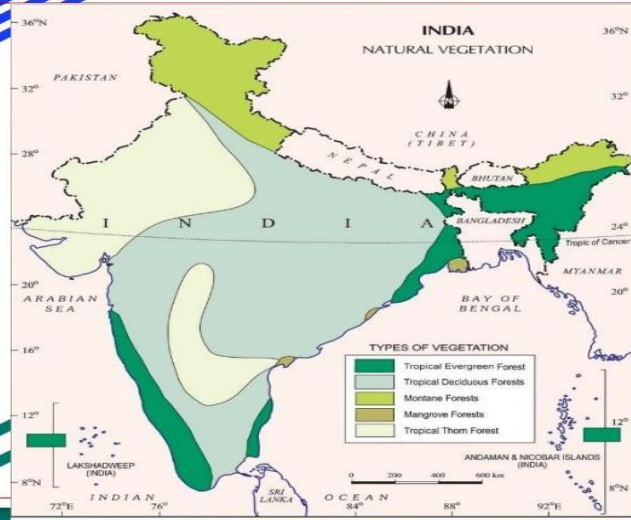 INDIA
NATURAL VEGETATION
36°N
36°N
PAKISTAN
32°
32°
N
CHINA
(TIBET)
28°
28°
NEPAL
BHUTAN
INDIA
BANGLADESH
24°
Tropic of Cancer
MYANMAR
20°
20°
ARABIAN
SEA
BAY OF
BENGAL
16°
16°
TYPES OF VEGETATION
Tropical Evergreen Forest
Tropical Deciduous Forests
Montane Forests
Mangrove Forests
Tropical Thorn Forest
12°
12°
LAKSHADWEEP
(INDIA)
ANDAMAN & NICOBAR ISLANDS
(INDIA)
0 200 400 600 km
8°N
8°N
INDIAN OCEAN
SRI
LANKA
72°E
76°
84°
88°
92°E